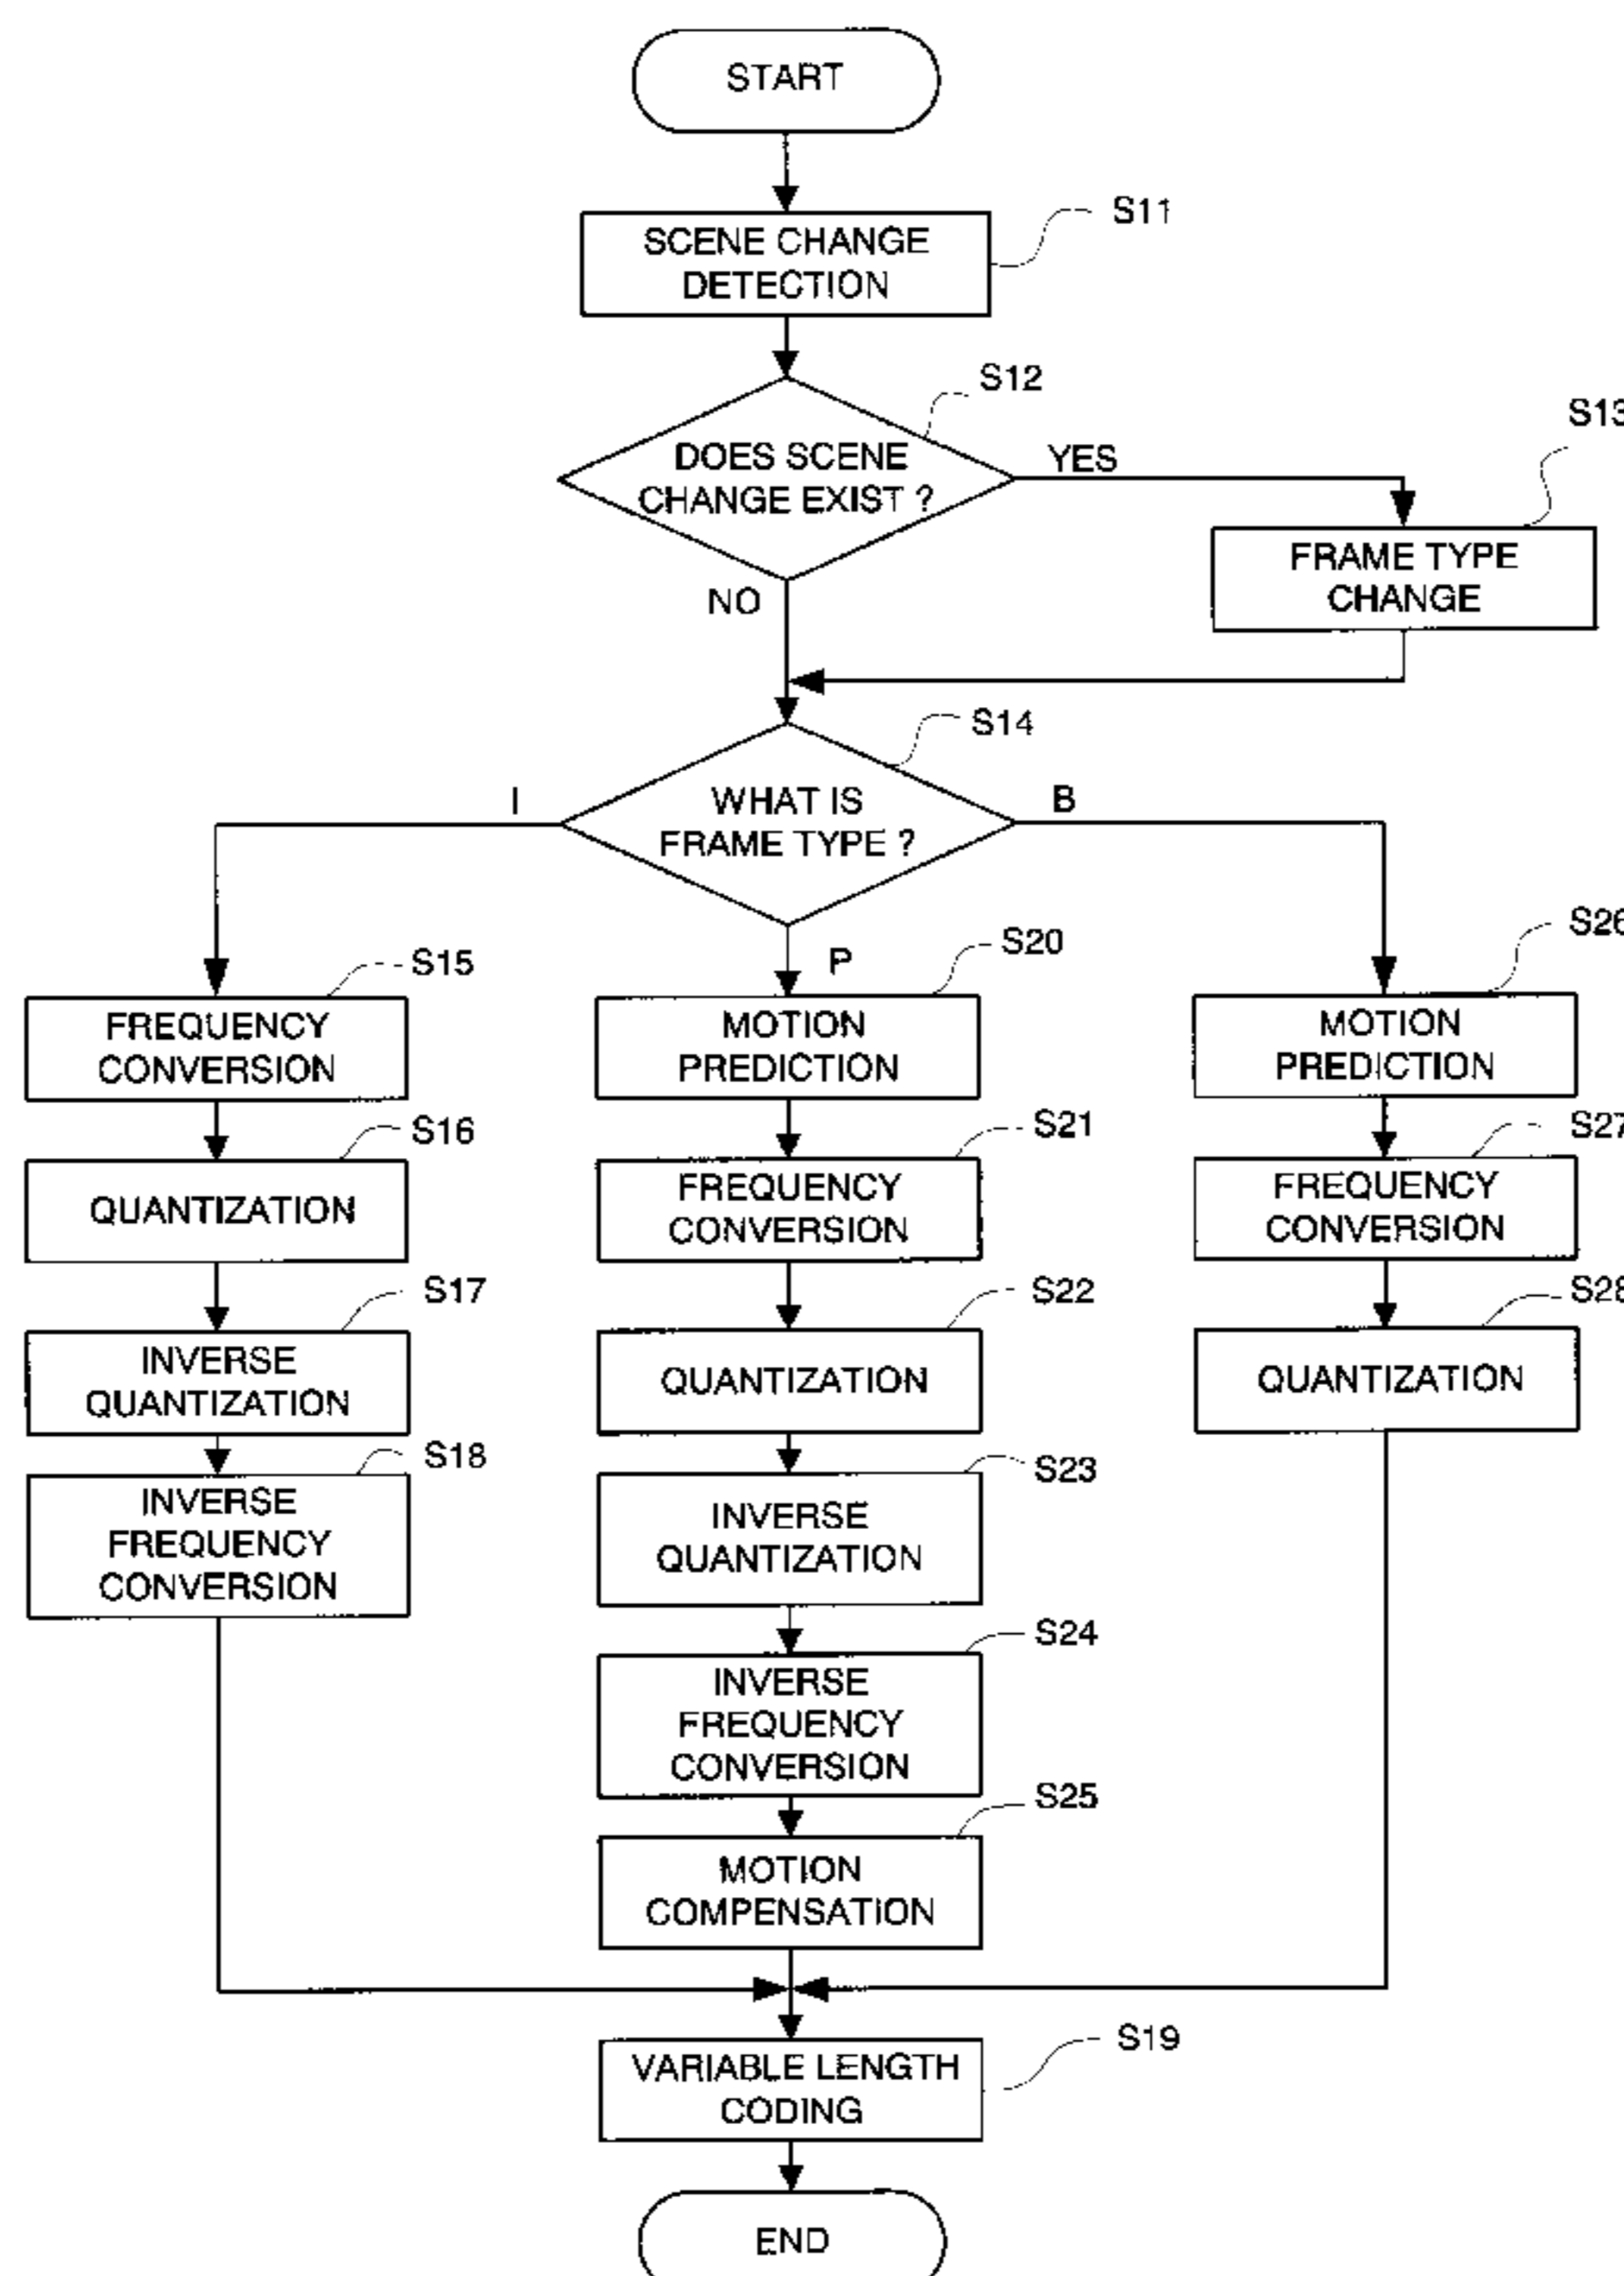 START
S11
SCENE CHANGE
DETECTION
S12
S13
DOES SCENE
CHANGE EXIST ?
YES
FRAME TYPE
CHANGE
NO
S14
WHAT IS
FRAME TYPE ?
I
B
P
S15
S20
S26
FREQUENCY
CONVERSION
MOTION
PREDICTION
MOTION
PREDICTION
S16
S21
S27
QUANTIZATION
FREQUENCY
CONVERSION
FREQUENCY
CONVERSION
S17
S22
S28
INVERSE
QUANTIZATION
QUANTIZATION
QUANTIZATION
S18
S23
INVERSE
FREQUENCY
CONVERSION
INVERSE
QUANTIZATION
S24
INVERSE
FREQUENCY
CONVERSION
S25
MOTION
COMPENSATION
S19
VARIABLE LENGTH
CODING
END